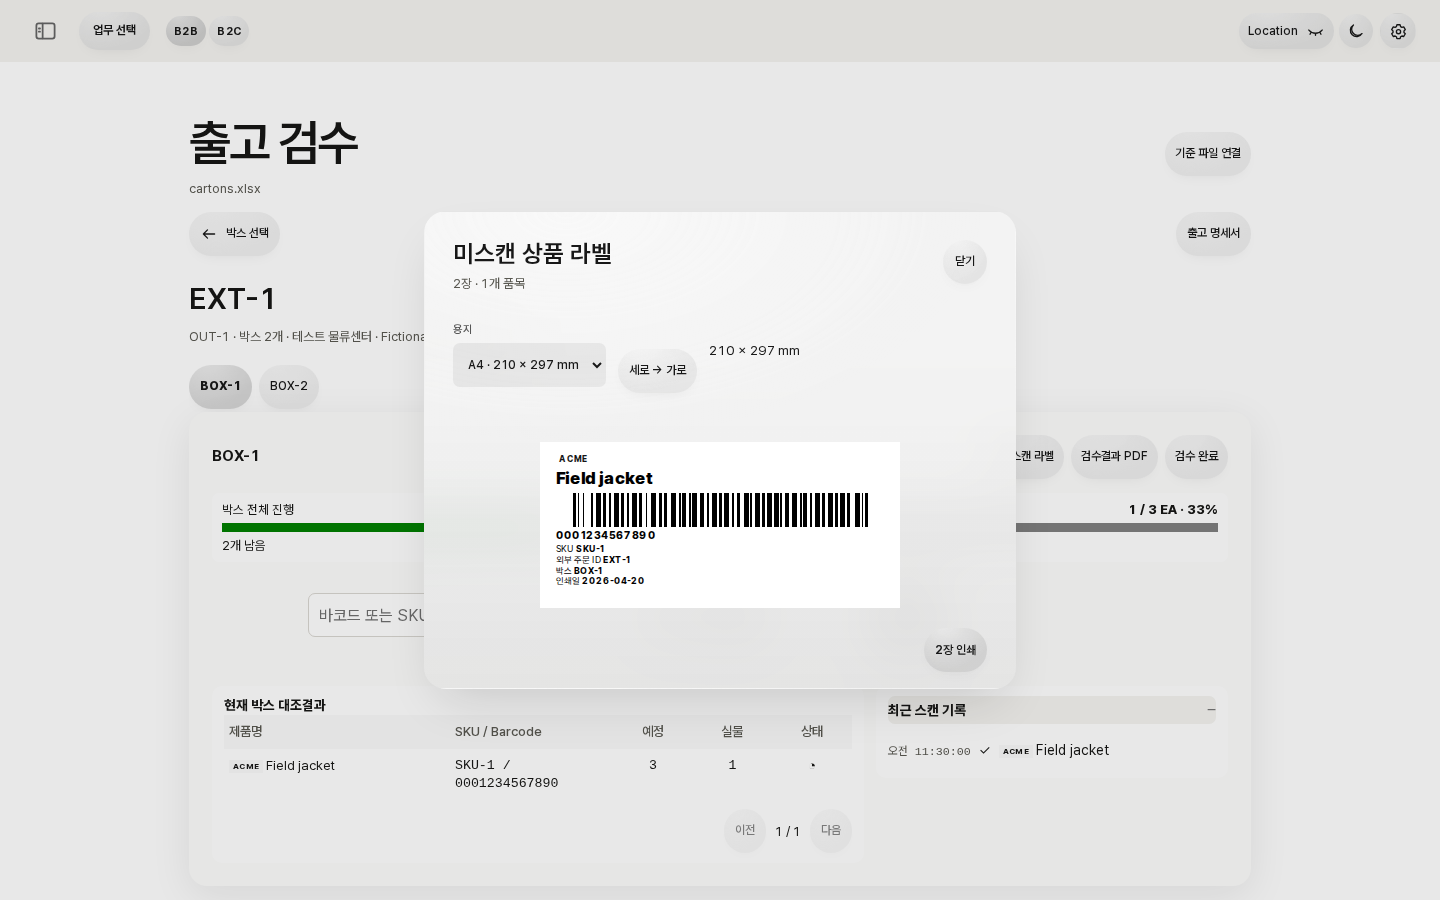 업무 선택
B2B
B2C
Location
출고 검수
기준 파일 연결
cartons.xlsx
박스 선택
출고 명세서
EXT-1
OUT-1 · 박스 2개 · 테스트 물류센터 · Fictiona
BOX-1
BOX-2
BOX-1
스캔 라벨
검수결과 PDF
검수 완료
박스 전체 진행
1 / 3 EA · 33%
2개 남음
바코드 또는 SKU
미스캔 상품 라벨
닫기
2장 · 1개 품목
용지
A4 · 210 × 297 mm
세로 → 가로
210 × 297 mm
ACME
Field jacket
0001234567890
SKU SKU-1
외부 주문 ID EXT-1
박스 BOX-1
인쇄일 2026-04-20
2장 인쇄
현재 박스 대조결과
제품명 SKU / Barcode 예정 실물 상태
ACME Field jacket SKU-1 / 3 1
0001234567890
이전 1 / 1 다음
최근 스캔 기록 −
오전 11:30:00 ✓ ACME Field jacket